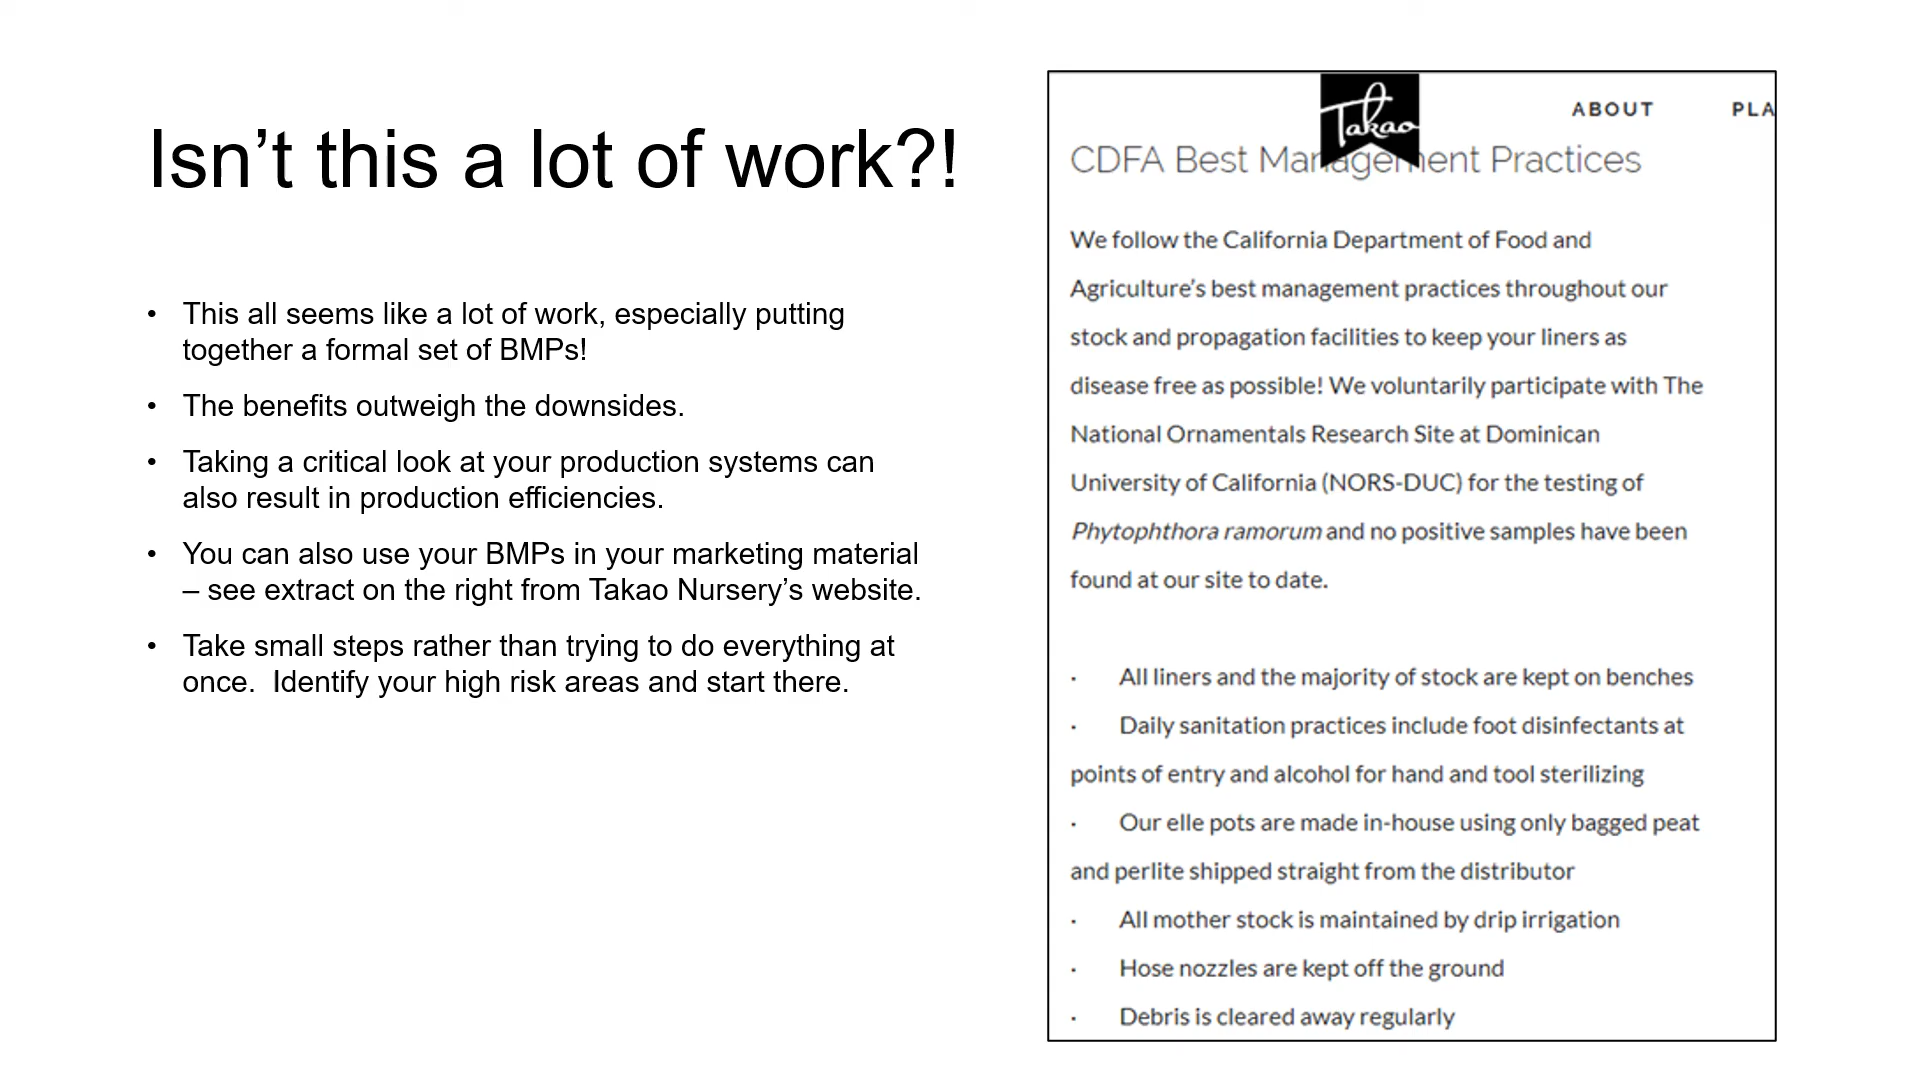 Isn’t this a lot of work?!
• This all seems like a lot of work, especially putting
together a formal set of BMPs!
• The benefits outweigh the downsides.
• Taking a critical look at your production systems can
also result in production efficiencies.
• You can also use your BMPs in your marketing material
– see extract on the right from Takao Nursery’s website.
• Take small steps rather than trying to do everything at
once.  Identify your high risk areas and start there.
Takao
ABOUT PLA
CDFA Best Management Practices
We follow the California Department of Food and
Agriculture’s best management practices throughout our
stock and propagation facilities to keep your liners as
disease free as possible! We voluntarily participate with The
National Ornamentals Research Site at Dominican
University of California (NORS-DUC) for the testing of
Phytophthora ramorum and no positive samples have been
found at our site to date.
· All liners and the majority of stock are kept on benches
· Daily sanitation practices include foot disinfectants at
points of entry and alcohol for hand and tool sterilizing
· Our elle pots are made in-house using only bagged peat
and perlite shipped straight from the distributor
· All mother stock is maintained by drip irrigation
· Hose nozzles are kept off the ground
· Debris is cleared away regularly